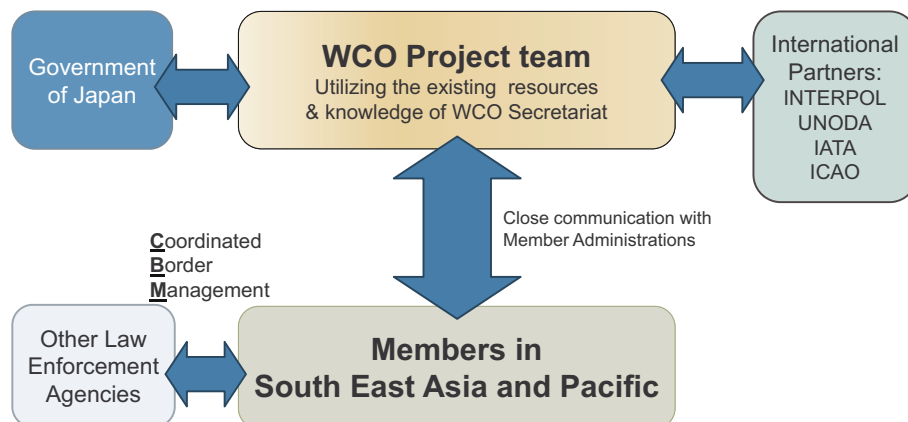 Government
of Japan
WCO Project team
Utilizing the existing resources
& knowledge of WCO Secretariat
International
Partners:
INTERPOL
UNODA
IATA
ICAO
Close communication with
Member Administrations
Coordinated
Border
Management
Other Law
Enforcement
Agencies
Members in
South East Asia and Pacific